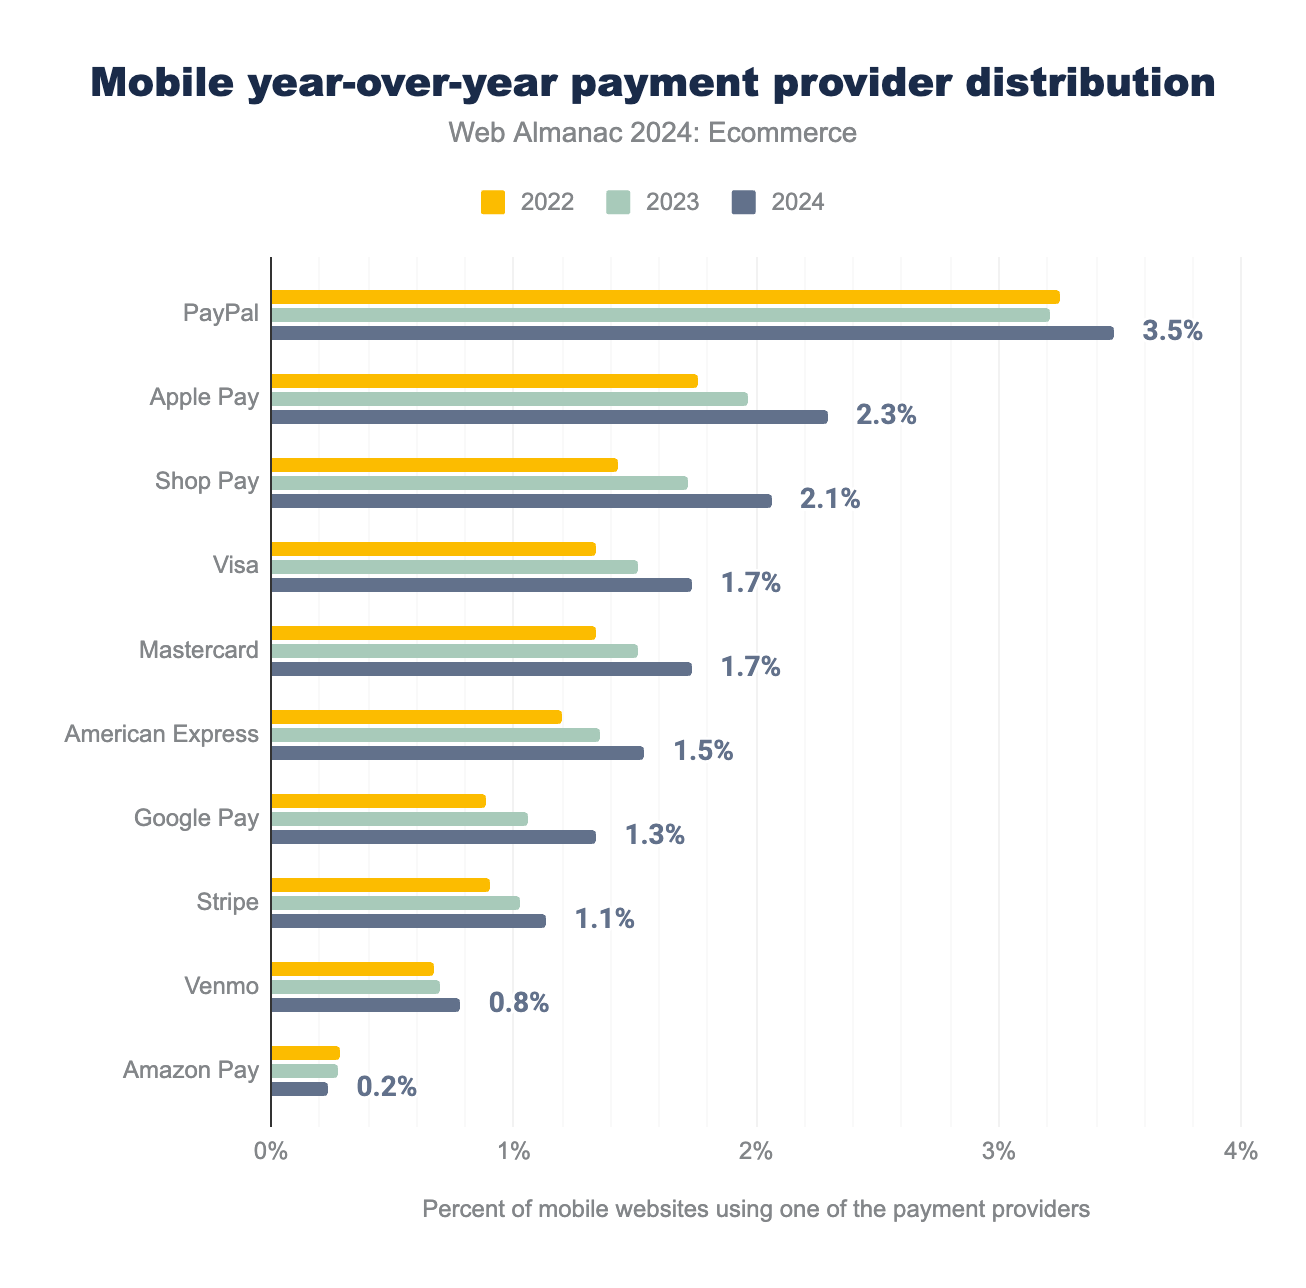 Mobile year-over-year payment provider distribution
Web Almanac 2024: Ecommerce
2022 2023 2024
PayPal 3.5%
Apple Pay 2.3%
Shop Pay 2.1%
Visa 1.7%
Mastercard 1.7%
American Express 1.5%
Google Pay 1.3%
Stripe 1.1%
Venmo 0.8%
Amazon Pay 0.2%
0% 1% 2% 3% 4%
Percent of mobile websites using one of the payment providers